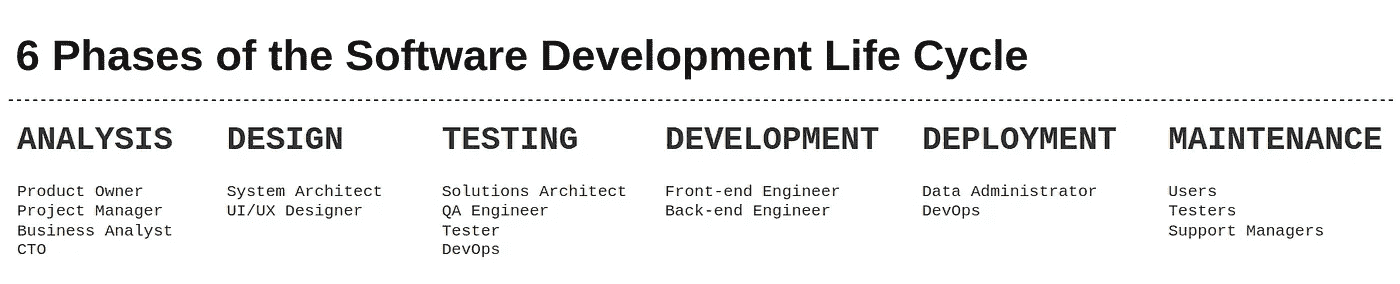 6 Phases of the Software Development Life Cycle
ANALYSIS
Product Owner
Project Manager
Business Analyst
CTO
DESIGN
System Architect
UI/UX Designer
TESTING
Solutions Architect
QA Engineer
Tester
DevOps
DEVELOPMENT
Front-end Engineer
Back-end Engineer
DEPLOYMENT
Data Administrator
DevOps
MAINTENANCE
Users
Testers
Support Managers